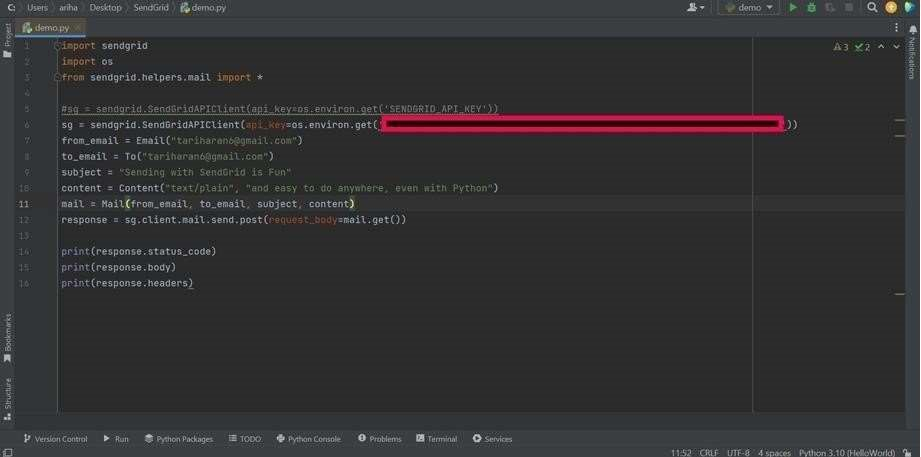 C: Users ariha Desktop SendGrid demo.py
demo
demo.py
Project
Notifications
3 2
1 import sendgrid
2 import os
3 from sendgrid.helpers.mail import *
4
5 #sg = sendgrid.SendGridAPIClient(api_key=os.environ.get('SENDGRID_API_KEY'))
6 sg = sendgrid.SendGridAPIClient(api_key=os.environ.get(' '))
7 from_email = Email("tariharan6@gmail.com")
8 to_email = To("tariharan6@gmail.com")
9 subject = "Sending with SendGrid is Fun"
10 content = Content("text/plain", "and easy to do anywhere, even with Python")
11 mail = Mail(from_email, to_email, subject, content)
12 response = sg.client.mail.send.post(request_body=mail.get())
13
14 print(response.status_code)
15 print(response.body)
16 print(response.headers)
Bookmarks
Structure
Version Control Run Python Packages TODO Python Console Problems Terminal Services
11:52 CRLF UTF-8 4 spaces Python 3.10 (HelloWorld)